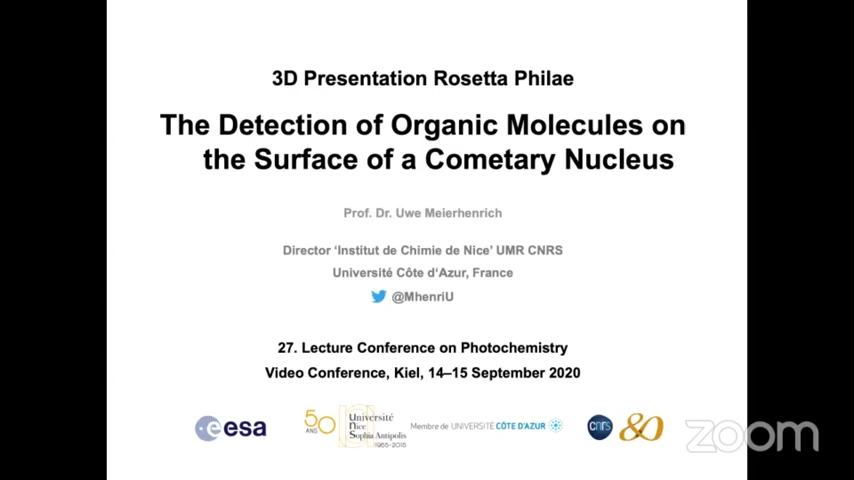 3D Presentation Rosetta Philae
The Detection of Organic Molecules on
the Surface of a Cometary Nucleus
Prof. Dr. Uwe Meierhenrich
Director ‘Institut de Chimie de Nice’ UMR CNRS
Université Côte d‘Azur, France
@MhenriU
27. Lecture Conference on Photochemistry
Video Conference, Kiel, 14–15 September 2020
esa
50
ANS
Université
Nice
Sophia Antipolis
1965-2015
Membre de UNIVERSITÉ CÔTE D'AZUR
cnrs
80
zoom